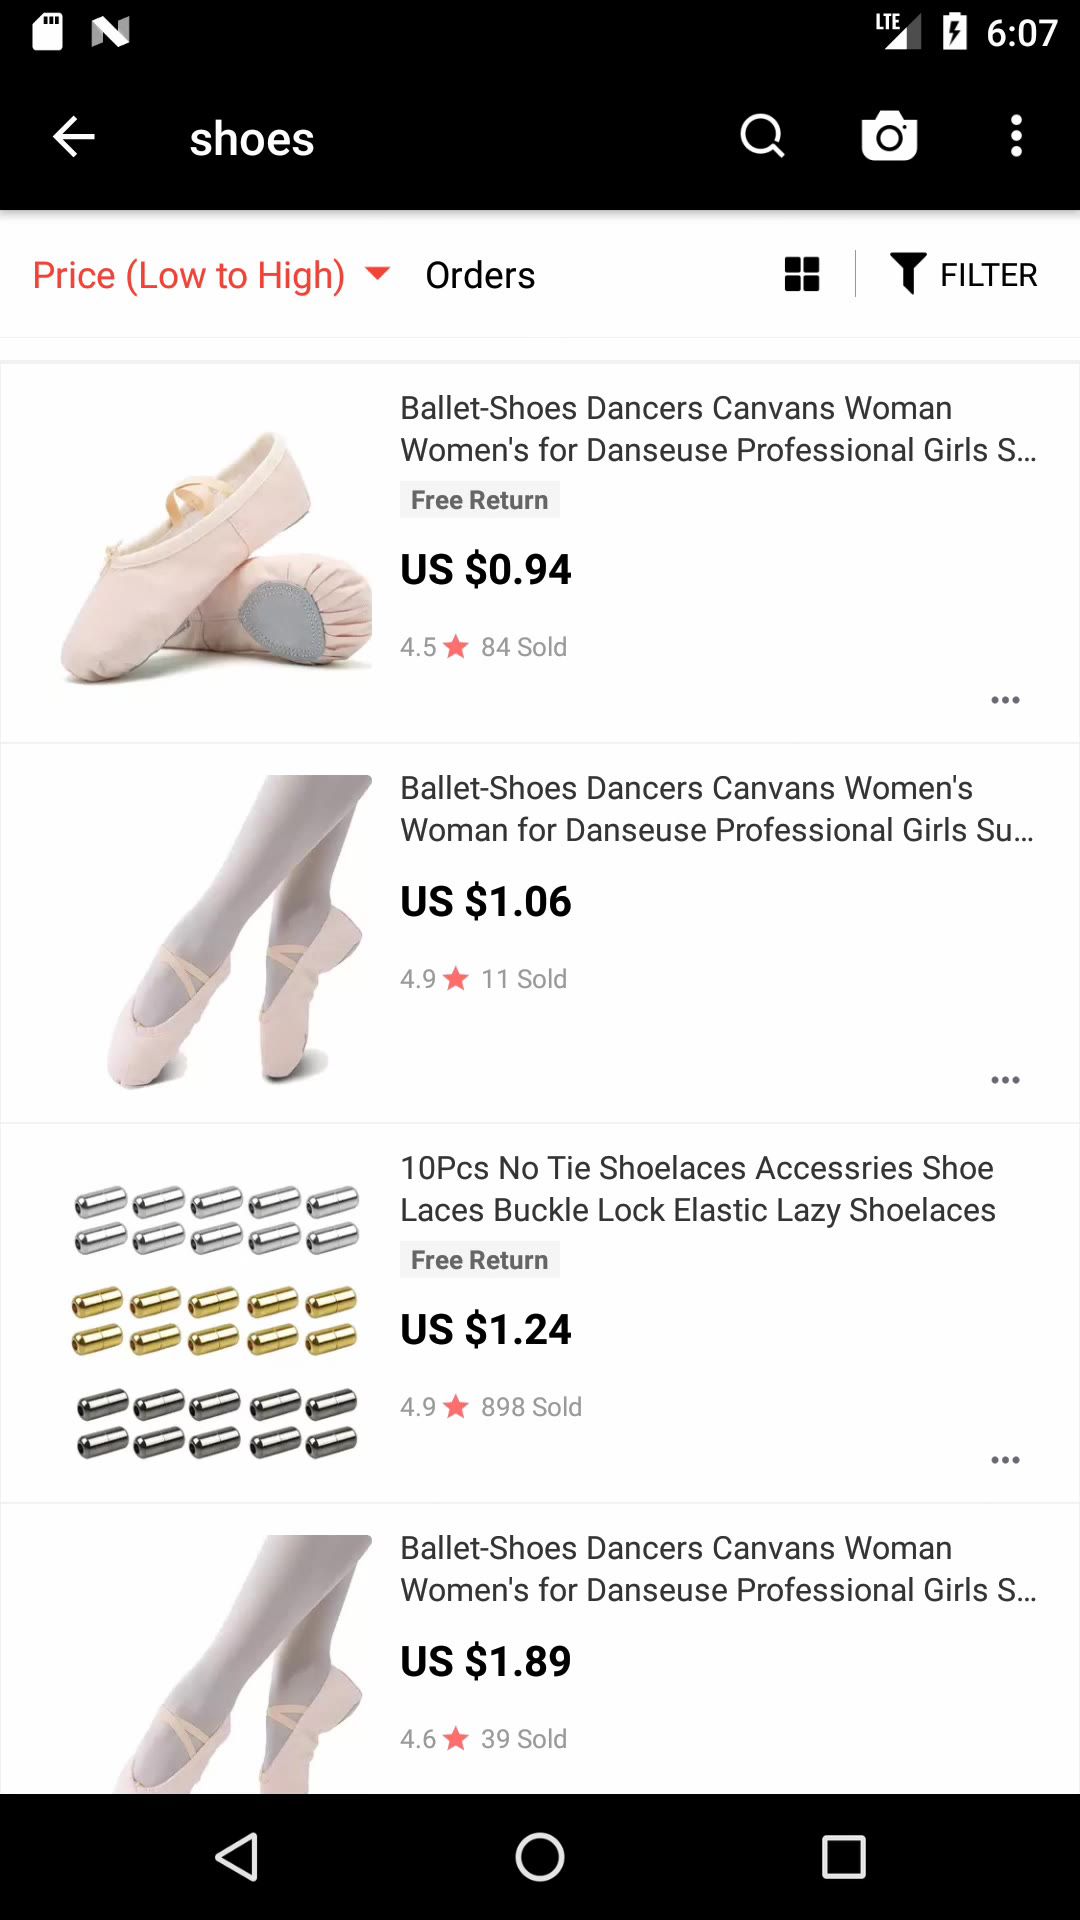 LTE 6:07
shoes
Price (Low to High) Orders FILTER
Ballet-Shoes Dancers Canvans Woman
Women's for Danseuse Professional Girls S...
Free Return
US $0.94
4.5 84 Sold
Ballet-Shoes Dancers Canvans Women's
Woman for Danseuse Professional Girls Su...
US $1.06
4.9 11 Sold
10Pcs No Tie Shoelaces Accessries Shoe
Laces Buckle Lock Elastic Lazy Shoelaces
Free Return
US $1.24
4.9 898 Sold
Ballet-Shoes Dancers Canvans Woman
Women's for Danseuse Professional Girls S...
US $1.89
4.6 39 Sold